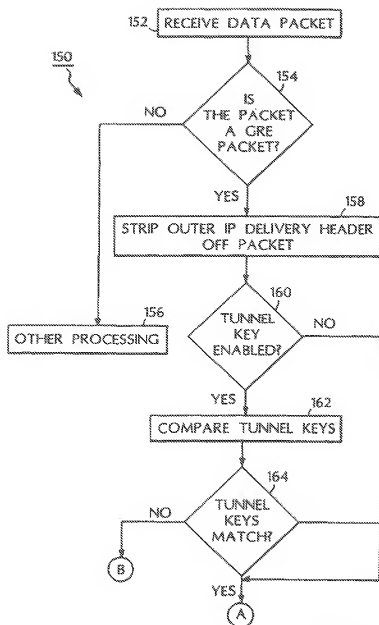 152
RECEIVE DATA PACKET
150
154
IS
THE PACKET
A GRE
PACKET?
NO
YES
158
STRIP OUTER IP DELIVERY HEADER
OFF PACKET
160
TUNNEL
KEY
ENABLED?
NO
156
OTHER PROCESSING
YES
162
COMPARE TUNNEL KEYS
164
TUNNEL
KEYS
MATCH?
NO
B
YES
A